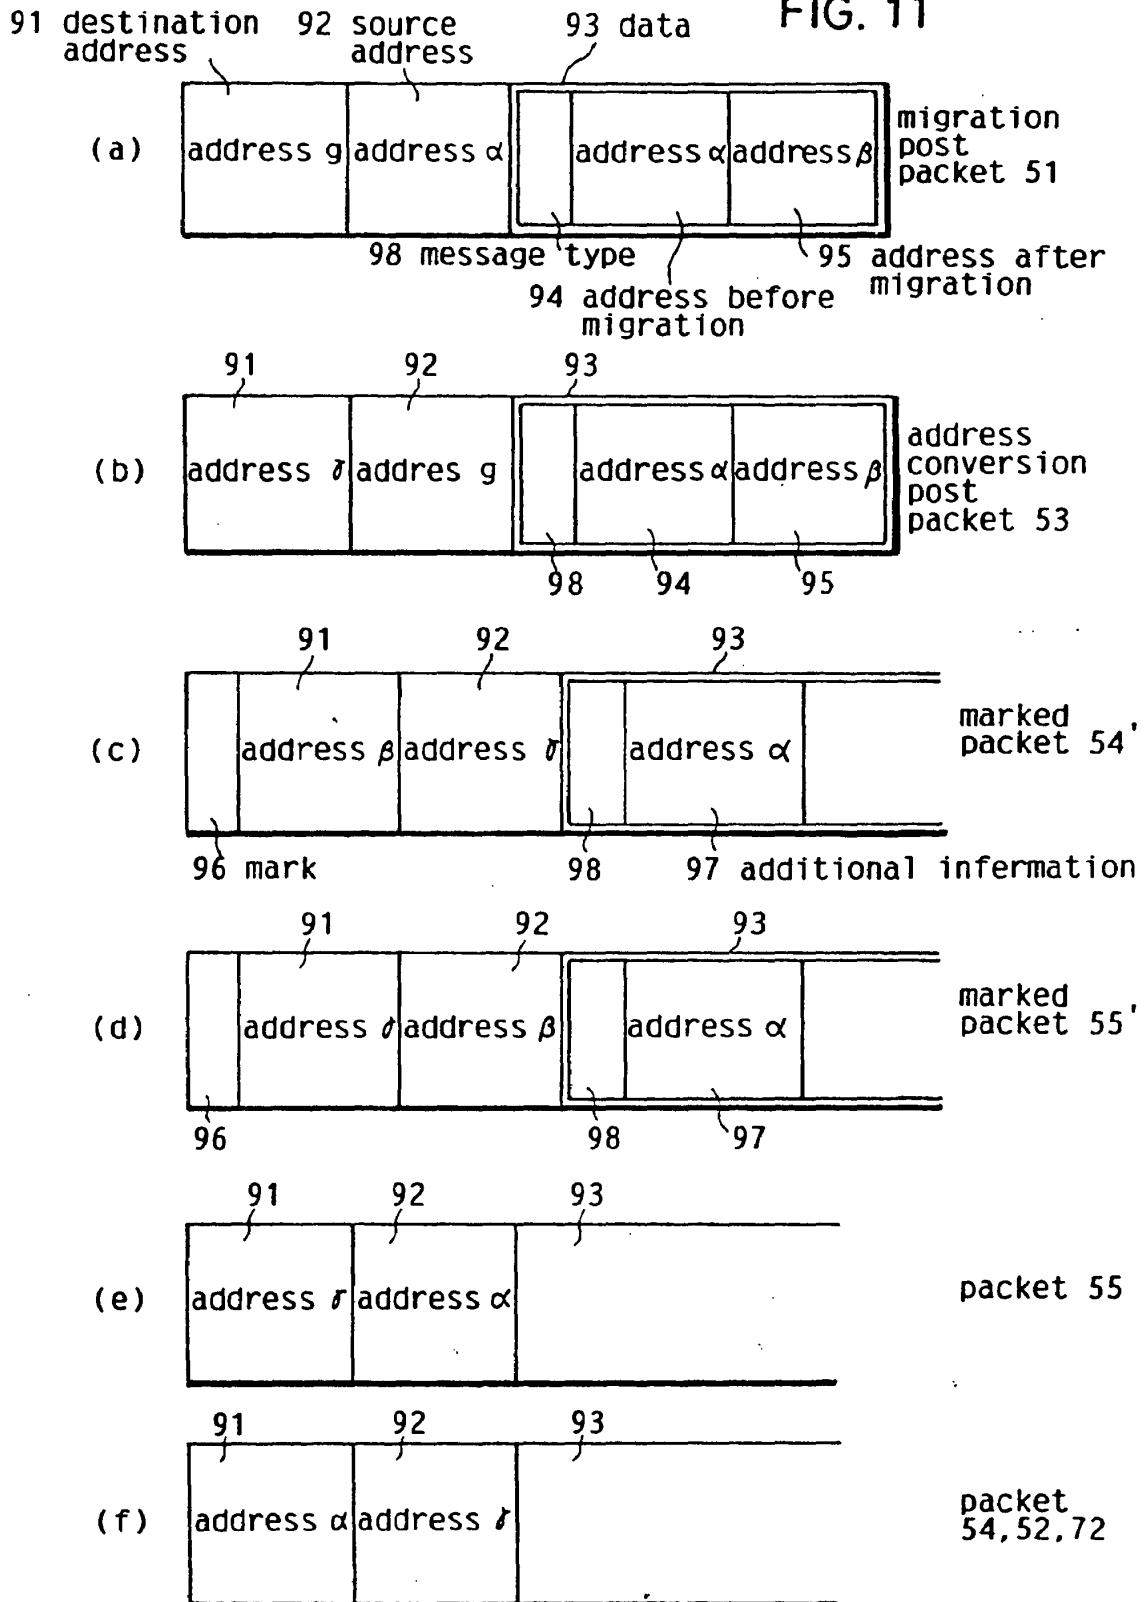 FIG. 11
91 destination address
92 source address
93 data
(a)
address g
address α
address α
address β
migration post packet 51
98 message type
94 address before migration
95 address after migration
91
92
93
(b)
address γ
addres g
address α
address β
address conversion post packet 53
98
94
95
91
92
93
(c)
address β
address γ
address α
marked packet 54'
96 mark
98
97 additional infermation
91
92
93
(d)
address γ
address β
address α
marked packet 55'
96
98
97
91
92
93
(e)
address γ
address α
packet 55
91
92
93
(f)
address α
address γ
packet 54,52,72